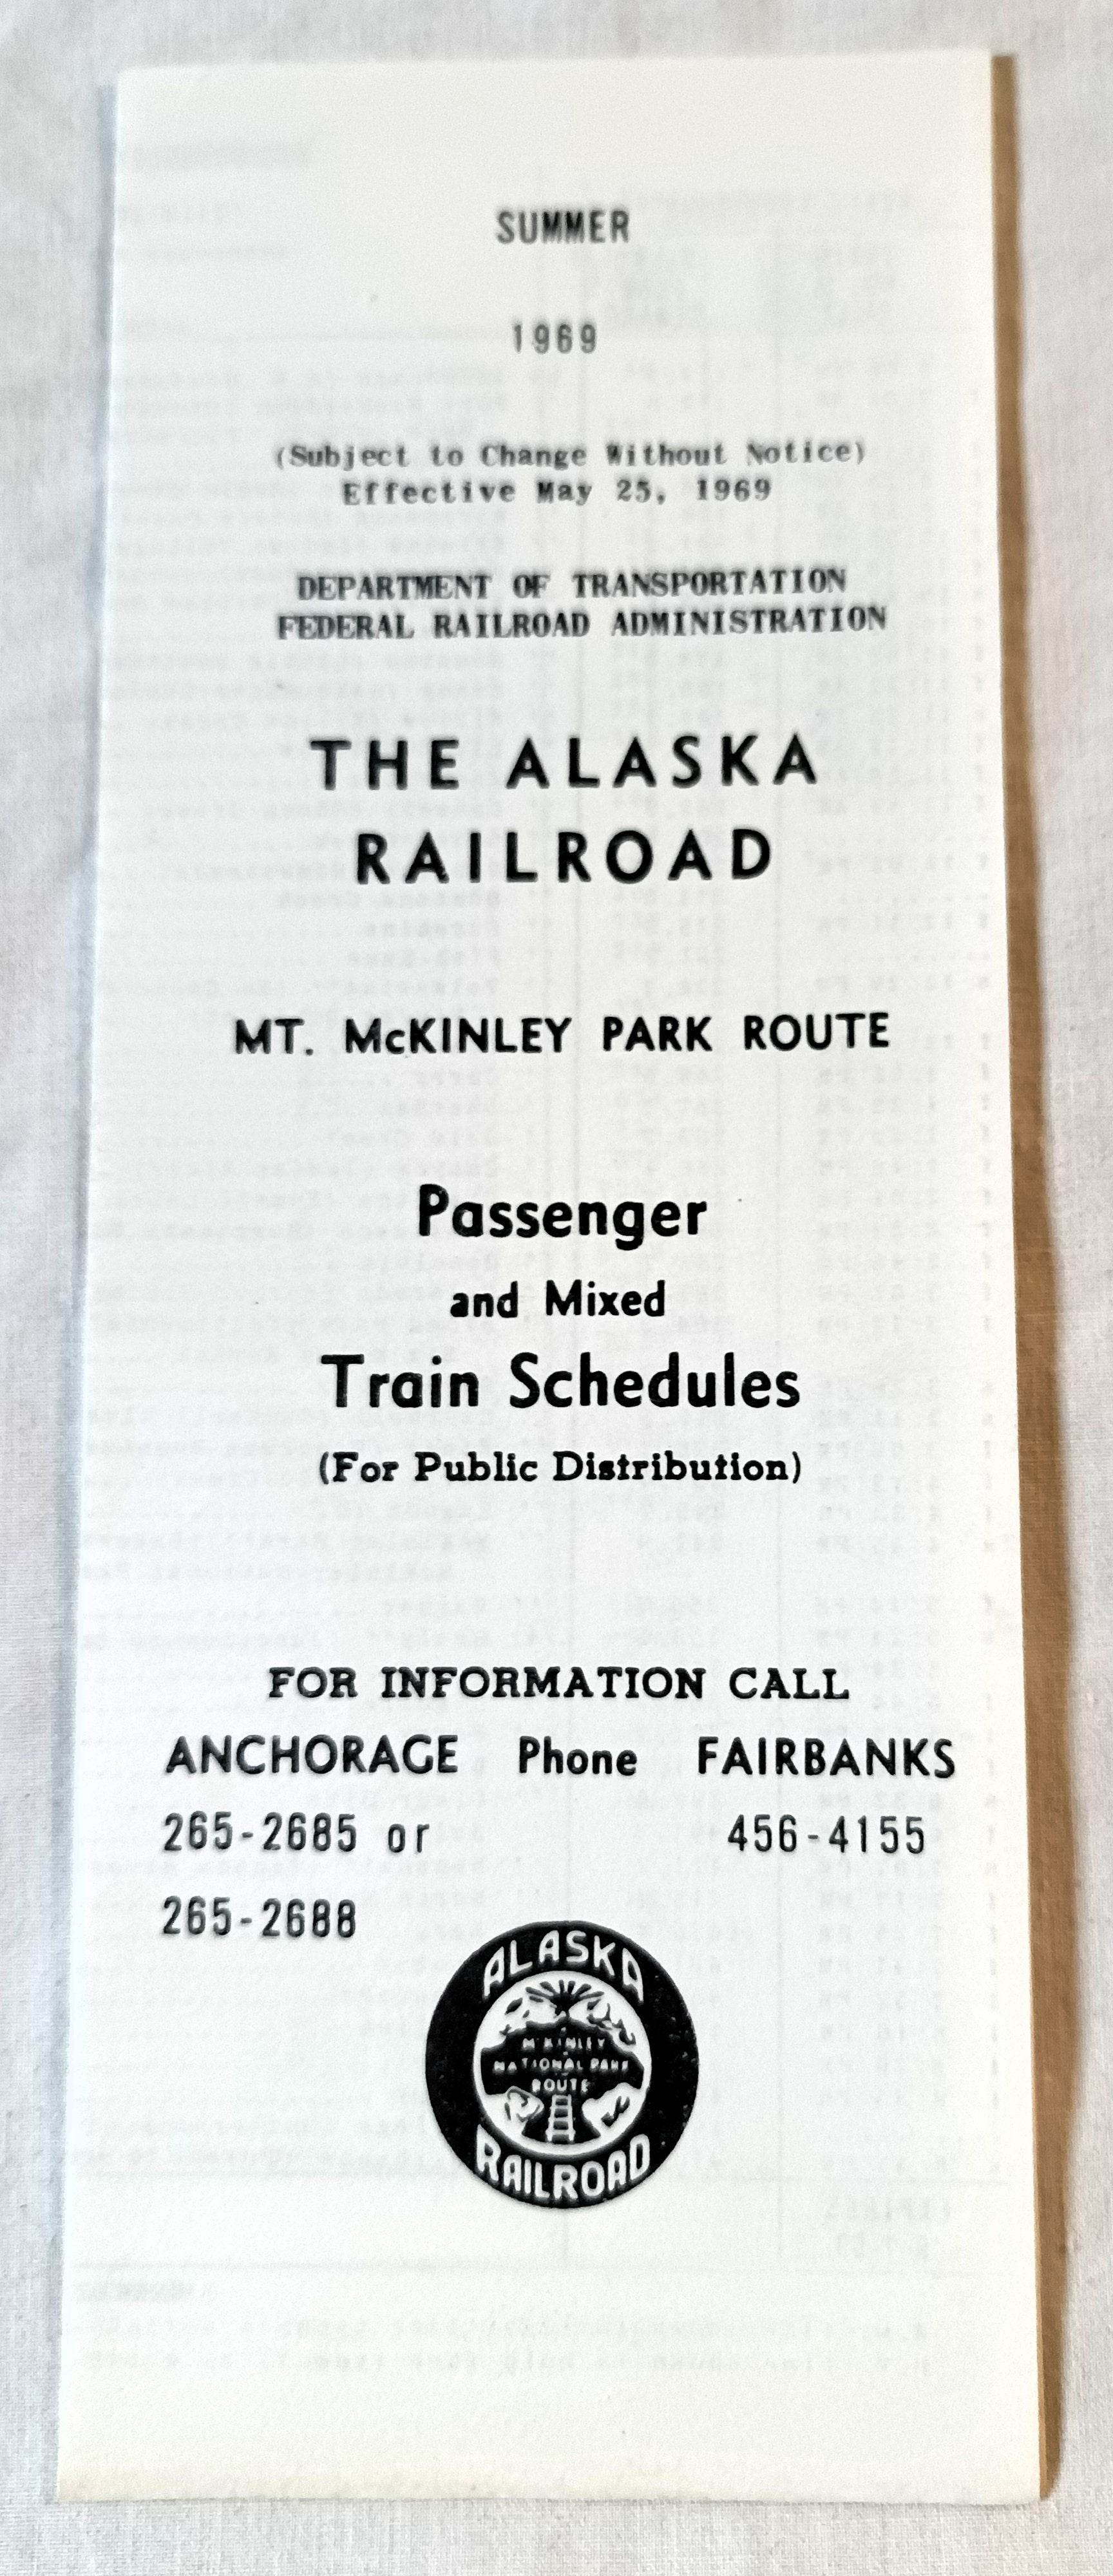 SUMMER
1969
(Subject to Change Without Notice)
Effective May 25, 1969
DEPARTMENT OF TRANSPORTATION
FEDERAL RAILROAD ADMINISTRATION
THE ALASKA
RAILROAD
MT. McKINLEY PARK ROUTE
Passenger
and Mixed
Train Schedules
(For Public Distribution)
FOR INFORMATION CALL
ANCHORAGE Phone FAIRBANKS
265-2685 or 456-4155
265-2688
ALASKA
McKINLEY
NATIONAL PARK
ROUTE
RAILROAD